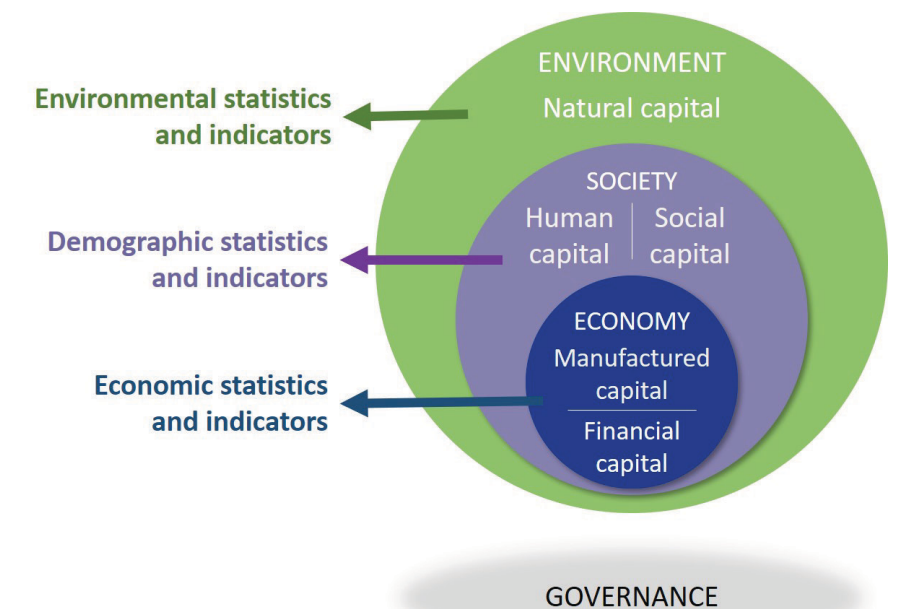 ENVIRONMENT
Natural capital
Environmental statistics
and indicators
SOCIETY
Human
capital
Social
capital
Demographic statistics
and indicators
ECONOMY
Manufactured
capital
Financial
capital
Economic statistics
and indicators
GOVERNANCE